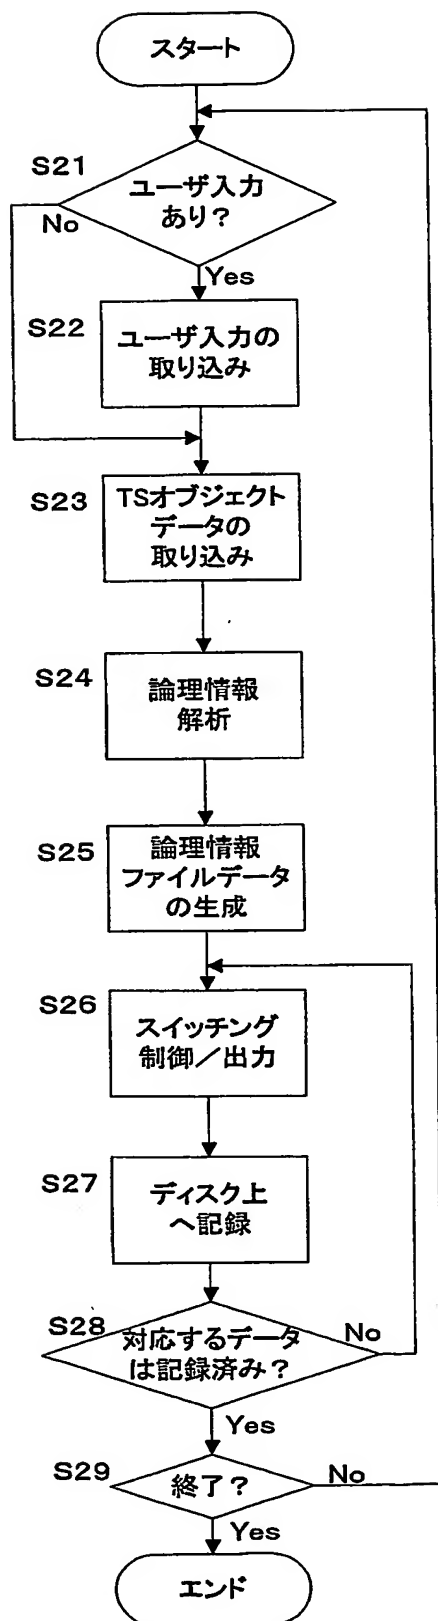 スタート
S21
ユーザ入力
あり？
No
Yes
S22
ユーザ入力の
取り込み
S23
TSオブジェクト
データの
取り込み
S24
論理情報
解析
S25
論理情報
ファイルデータ
の生成
S26
スイッチング
制御／出力
S27
ディスク上
へ記録
S28
対応するデータ
は記録済み？
No
Yes
S29
終了？
No
Yes
エンド